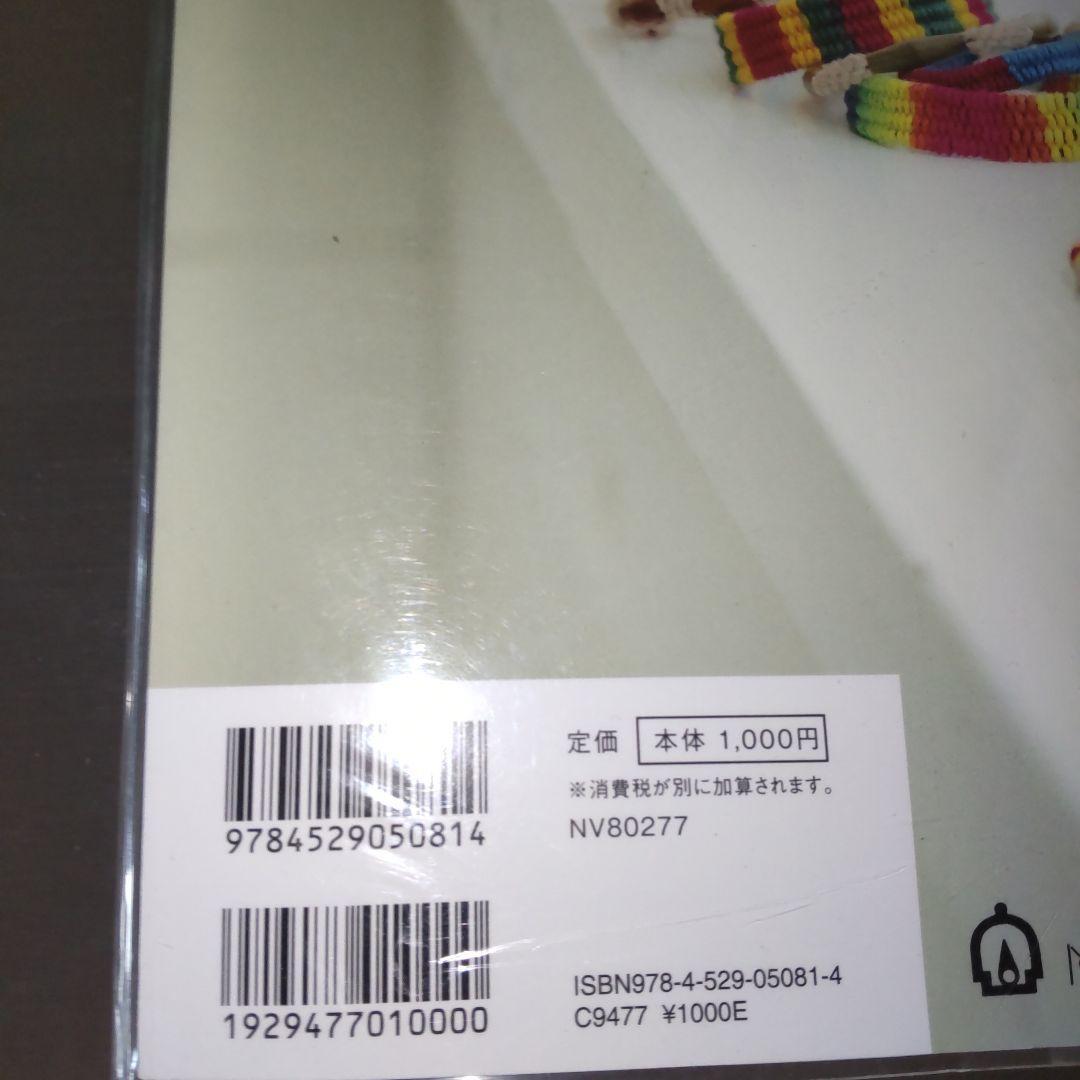 9784529050814
1929477010000
定価 本体 1,000円
※消費税が別に加算されます。
NV80277
ISBN978-4-529-05081-4
C9477 ¥1000E